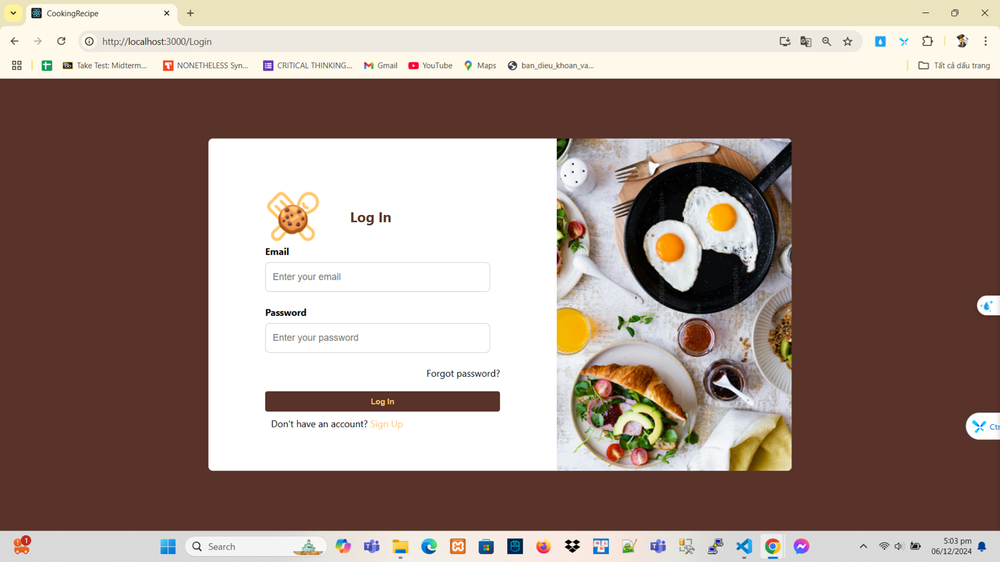 CookingRecipe
http://localhost:3000/Login
Bb Take Test: Midterm...
NONETHELESS Syn...
CRITICAL THINKING...
Gmail
YouTube
Maps
ban_dieu_khoan_va...
Tất cả dấu trang
Log In
Email
Enter your email
Password
Enter your password
Forgot password?
Log In
Don't have an account? Sign Up
Ctr
1
Search
5:03 pm
06/12/2024